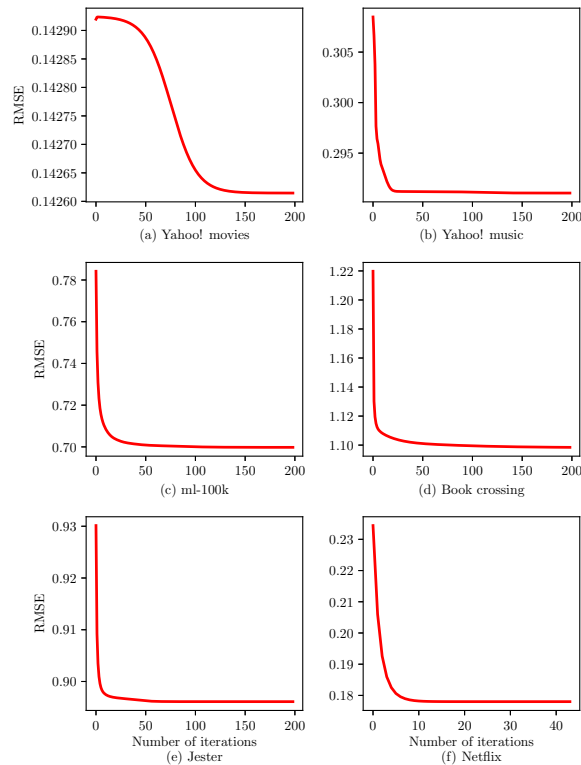 RMSE
0.14290
0.14285
0.14280
0.14275
0.14270
0.14265
0.14260
0 50 100 150 200
(a) Yahoo! movies
0.305
0.300
0.295
0 50 100 150 200
(b) Yahoo! music
RMSE
0.78
0.76
0.74
0.72
0.70
0 50 100 150 200
(c) ml-100k
1.22
1.20
1.18
1.16
1.14
1.12
1.10
0 50 100 150 200
(d) Book crossing
RMSE
0.93
0.92
0.91
0.90
0 50 100 150 200
Number of iterations
(e) Jester
0.23
0.22
0.21
0.20
0.19
0.18
0 10 20 30 40
Number of iterations
(f) Netflix